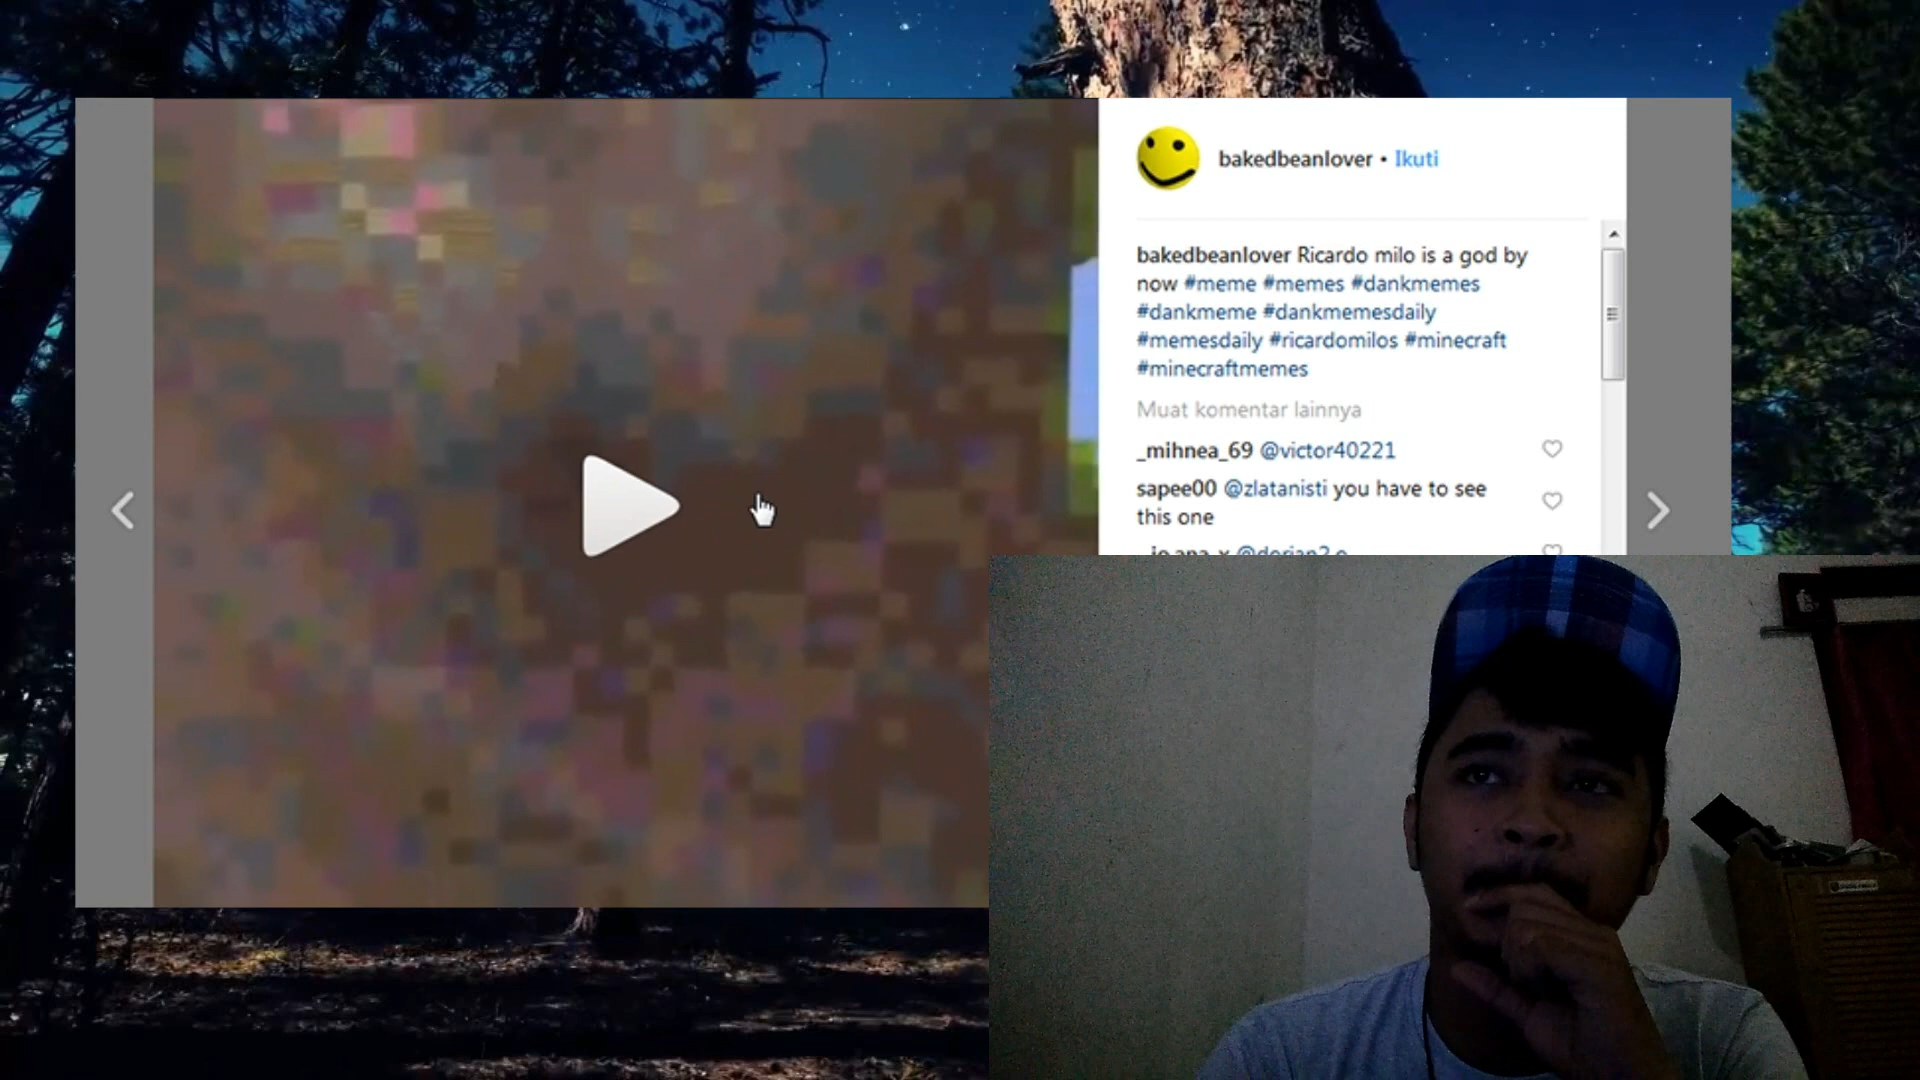 bakedbeanlover • Ikuti
bakedbeanlover Ricardo milo is a god by
now #meme #memes #dankmemes
#dankmeme #dankmemesdaily
#memesdaily #ricardomilos #minecraft
#minecraftmemes
Muat komentar lainnya
_mihnea_69 @victor40221
sapee00 @zlatanisti you have to see
this one